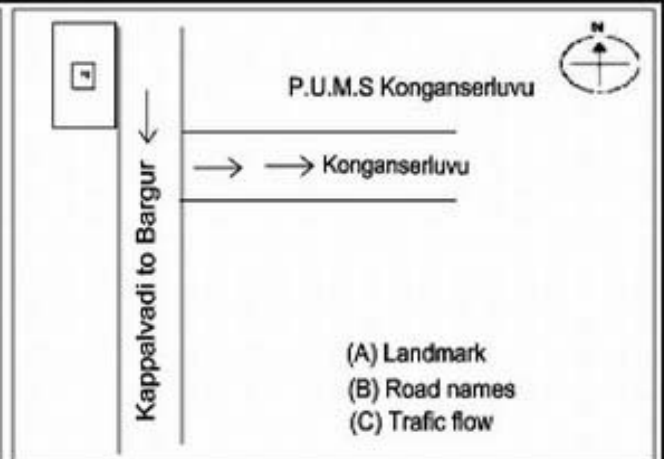 N
P.U.M.S Konganserluvu
Konganserluvu
Kappalvadi to Bargur
(A) Landmark
(B) Road names
(C) Trafic flow